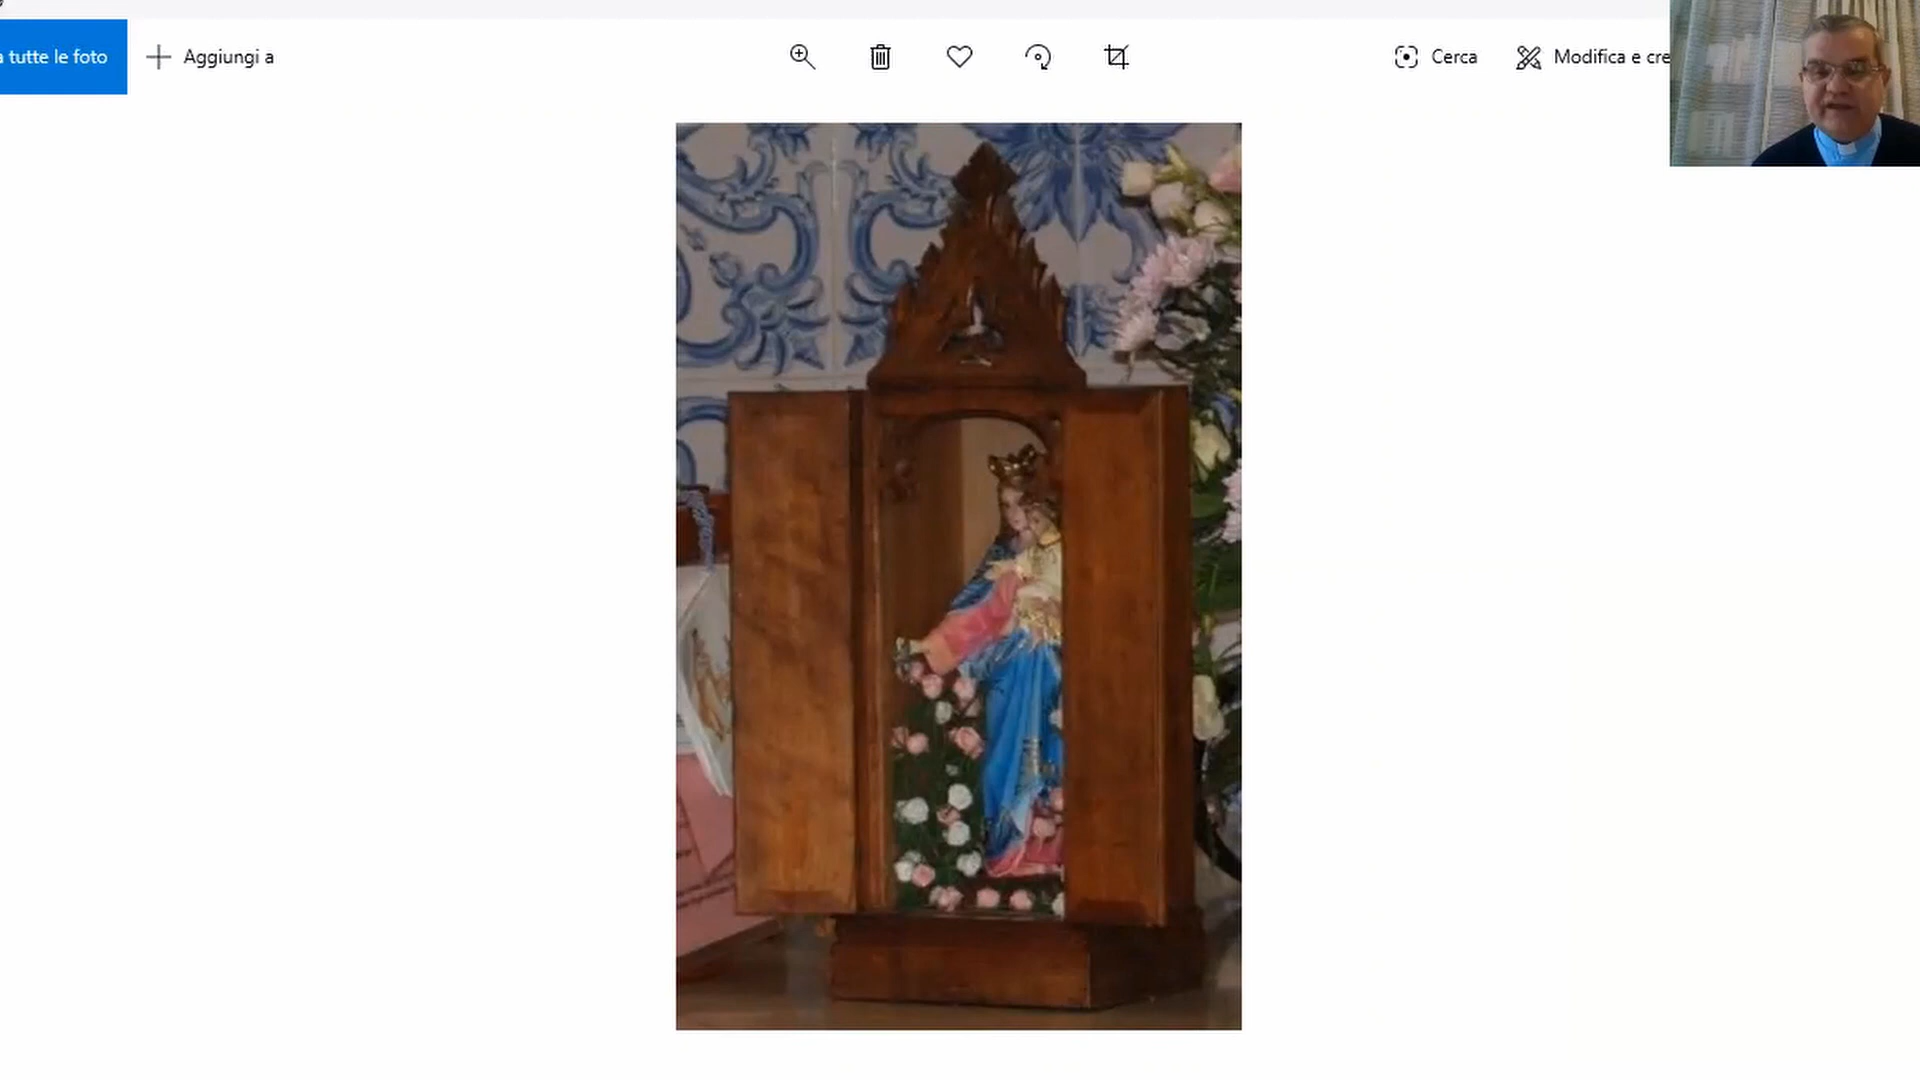 a tutte le foto
Aggiungi a
Cerca
Modifica e cre